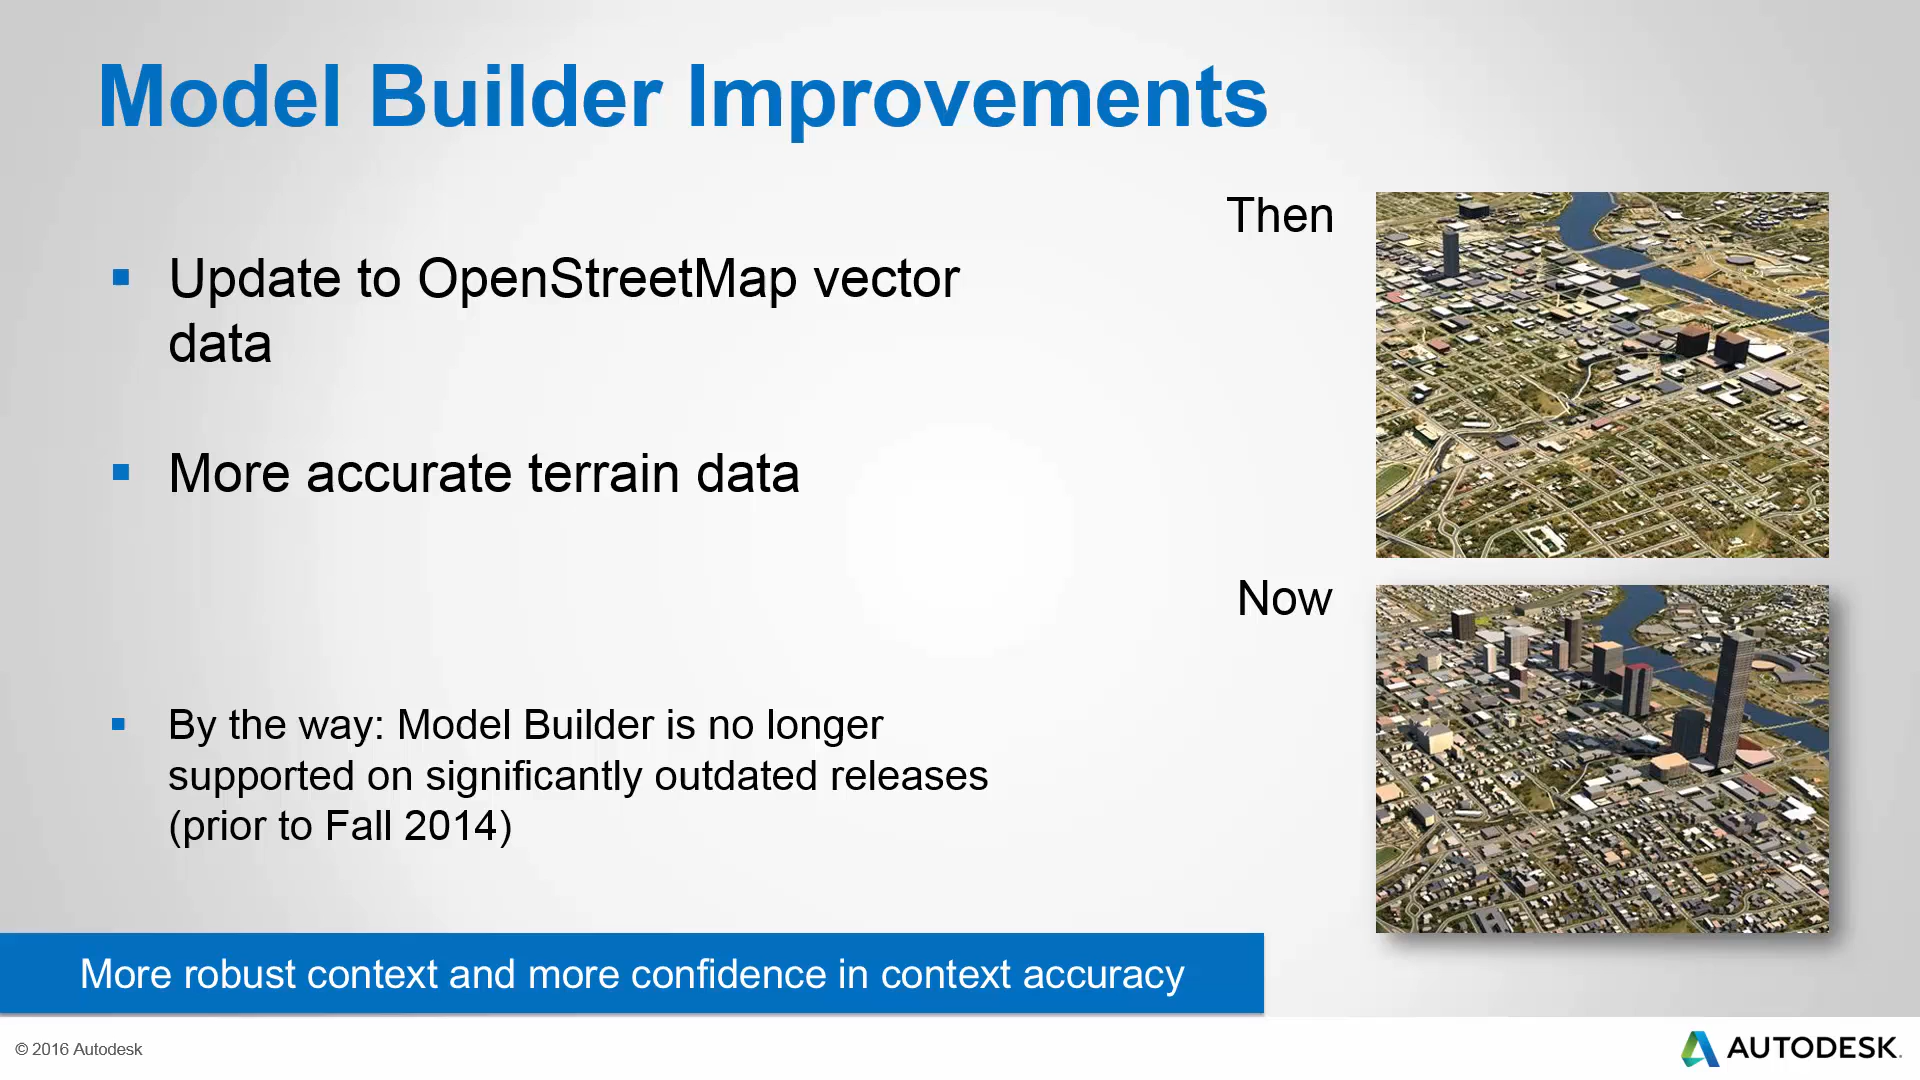 Model Builder Improvements
Then
▪ Update to OpenStreetMap vector
data
▪ More accurate terrain data
Now
▪ By the way: Model Builder is no longer
supported on significantly outdated releases
(prior to Fall 2014)
More robust context and more confidence in context accuracy
© 2016 Autodesk
AUTODESK.